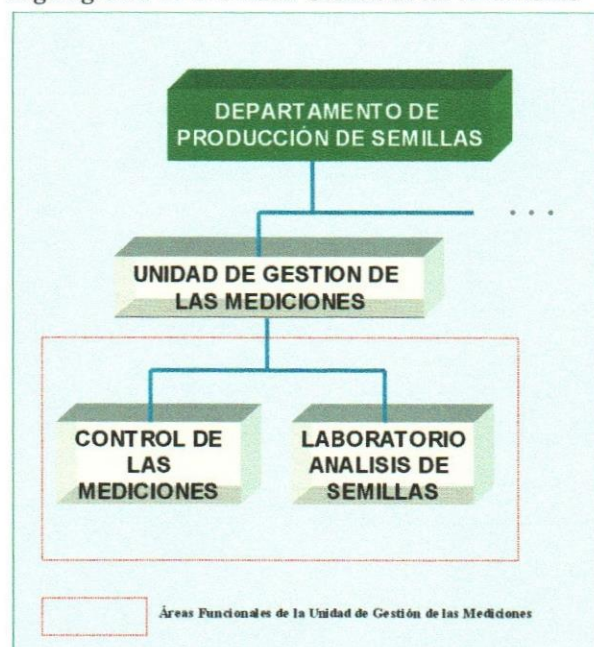 DEPARTAMENTO DE
PRODUCCIÓN DE SEMILLAS
. . .
UNIDAD DE GESTION DE
LAS MEDICIONES
CONTROL DE
LAS
MEDICIONES
LABORATORIO
ANALISIS DE
SEMILLAS
Áreas Funcionales de la Unidad de Gestión de las Mediciones